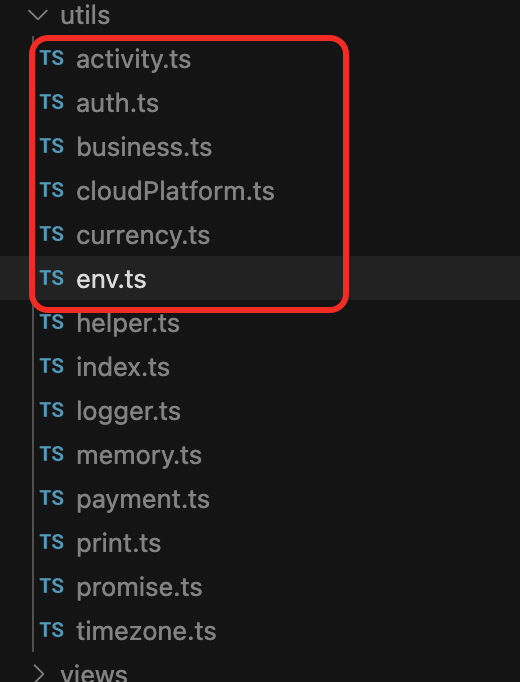 utils
TS activity.ts
TS auth.ts
TS business.ts
TS cloudPlatform.ts
TS currency.ts
TS env.ts
TS helper.ts
TS index.ts
TS logger.ts
TS memory.ts
TS payment.ts
TS print.ts
TS promise.ts
TS timezone.ts
views